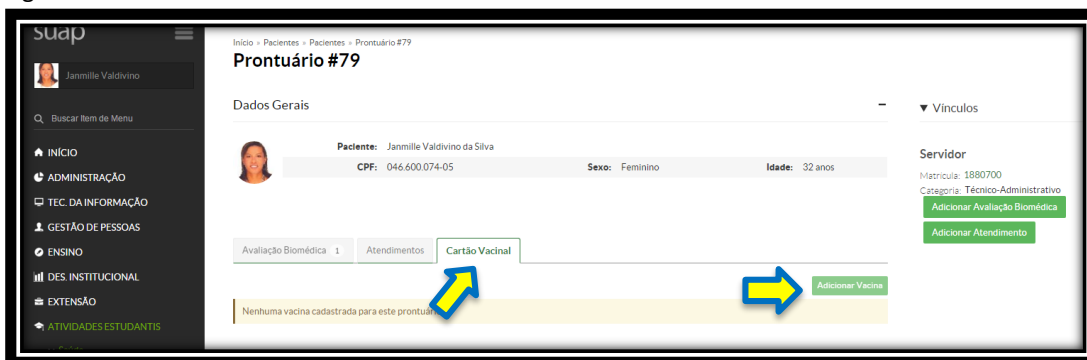 suap
Janmille Valdivino
Buscar Item de Menu
INÍCIO
ADMINISTRAÇÃO
TEC. DA INFORMAÇÃO
GESTÃO DE PESSOAS
ENSINO
DES. INSTITUCIONAL
EXTENSÃO
ATIVIDADES ESTUDANTIS
Início » Pacientes » Pacientes » Prontuário #79
Prontuário #79
Dados Gerais
Paciente: Janmille Valdivino da Silva
CPF: 046.600.074-05 Sexo: Feminino Idade: 32 anos
Avaliação Biomédica 1 Atendimentos Cartão Vacinal
Adicionar Vacina
Nenhuma vacina cadastrada para este prontuário
Vínculos
Servidor
Matrícula: 1880700
Categoria: Técnico-Administrativo
Adicionar Avaliação Biomédica
Adicionar Atendimento